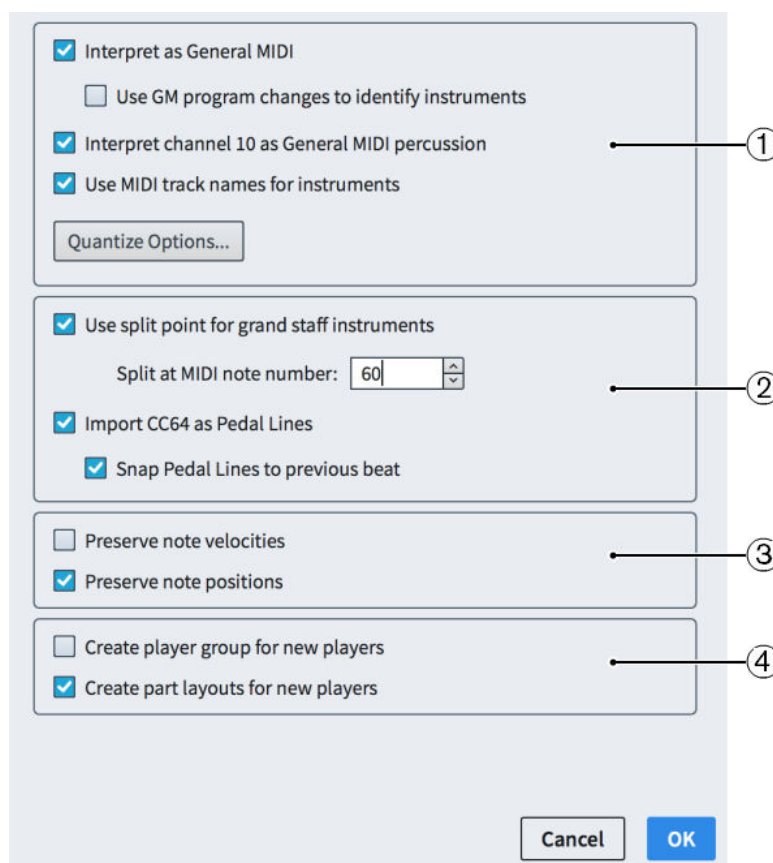 Interpret as General MIDI
Use GM program changes to identify instruments
Interpret channel 10 as General MIDI percussion
1
Use MIDI track names for instruments
Quantize Options...
Use split point for grand staff instruments
Split at MIDI note number: 60
2
Import CC64 as Pedal Lines
Snap Pedal Lines to previous beat
Preserve note velocities
3
Preserve note positions
Create player group for new players
4
Create part layouts for new players
Cancel OK